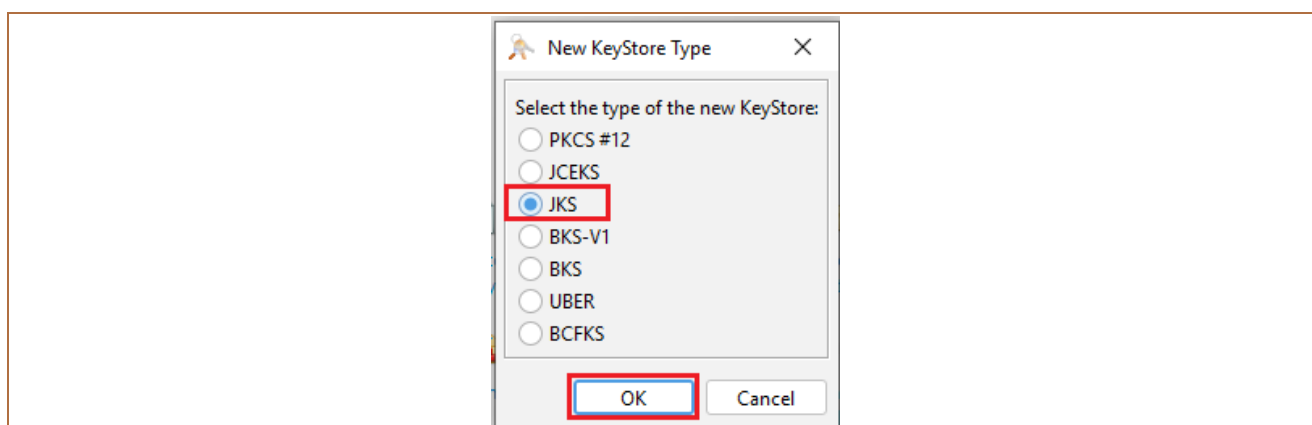 New KeyStore Type
Select the type of the new KeyStore:
PKCS #12
JCEKS
JKS
BKS-V1
BKS
UBER
BCFKS
OK Cancel